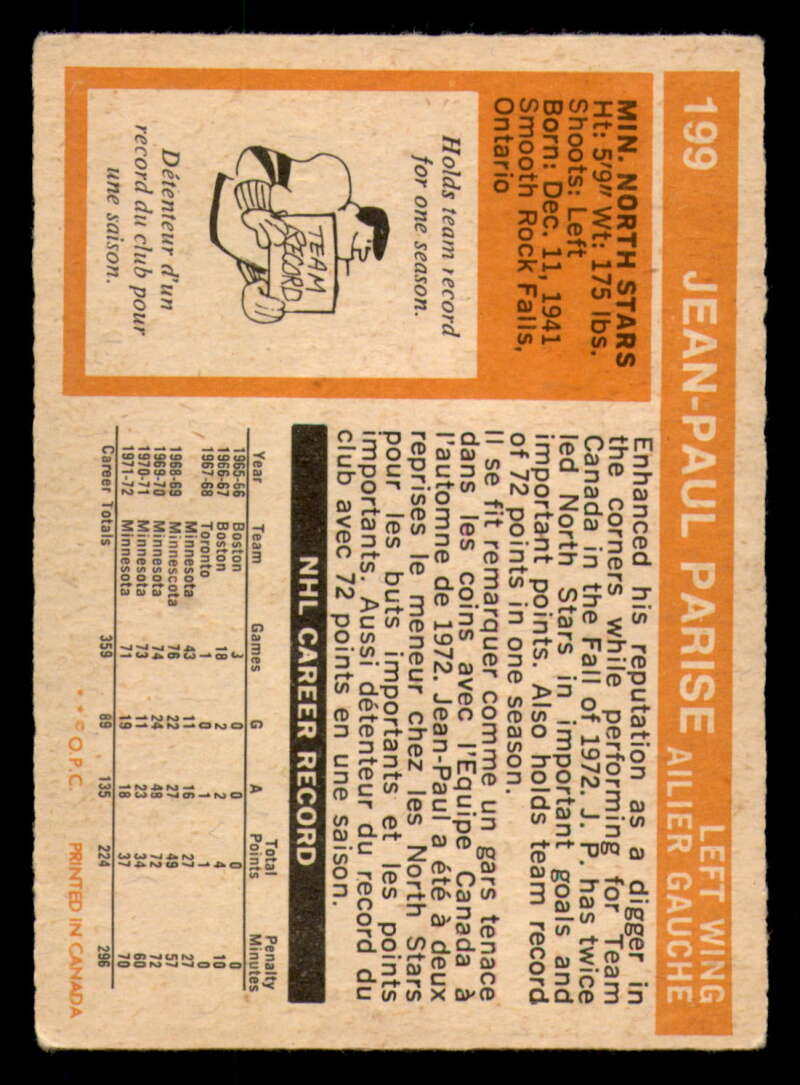 199 JEAN-PAUL PARISE LEFT WING
AILIER GAUCHE
MIN. NORTH STARS
Ht: 5'9" Wt: 175 lbs.
Shoots: Left
Born: Dec. 11, 1941
Smooth Rock Falls,
Ontario
Holds team record
for one season.
TEAM
RECORD
Détenteur d'un
record du club pour
une saison.
Enhanced his reputation as a digger in
the corners while performing for Team
Canada in the Fall of 1972. J. P. has twice
led North Stars in important goals and
important points. Also holds team record
of 72 points in one season.
Il se fit remarquer comme un gars tenace
dans les coins avec l'Equipe Canada à
l'automne de 1972. Jean-Paul a été à deux
reprises le meneur chez les North Stars
pour les buts importants et les points
importants. Aussi détenteur du record du
club avec 72 points en une saison.
NHL CAREER RECORD
Year Team Games G A Total Points Penalty Minutes
1965-66 Boston 3 0 0 0 0
1966-67 Boston 18 2 2 4 10
1967-68 Toronto 1 0 1 1 0
Minnesota 43 11 16 27 27
1968-69 Minnescota 76 22 27 49 57
1969-70 Minnesota 74 24 48 72 72
1970-71 Minnesota 73 11 23 34 60
1971-72 Minnesota 71 19 18 37 70
Career Totals 359 89 135 224 296
* * © O.P.C. PRINTED IN CANADA